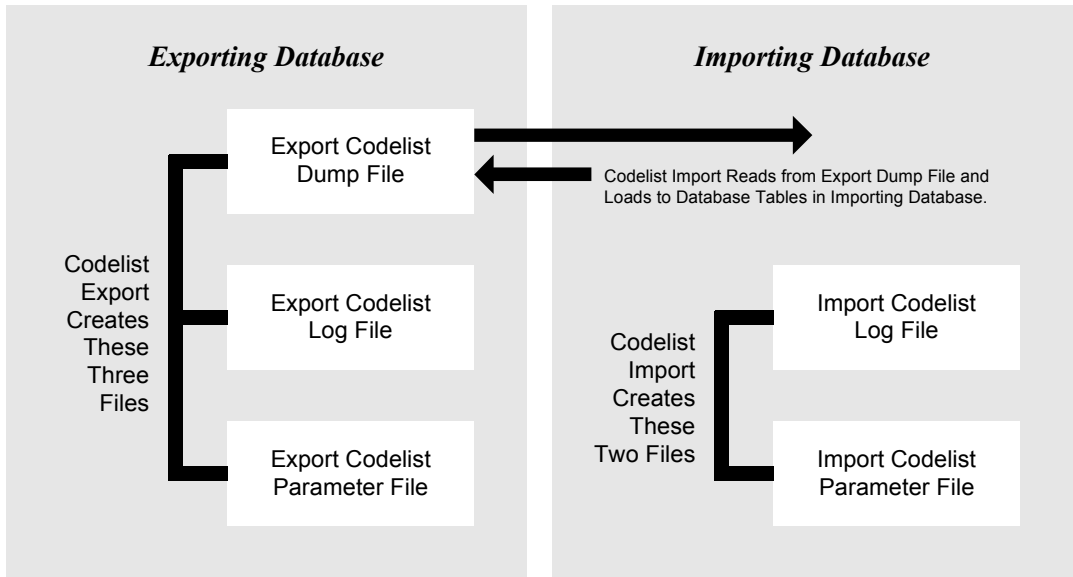 Exporting Database
Export Codelist
Dump File
Codelist
Export
Creates
These
Three
Files
Export Codelist
Log File
Export Codelist
Parameter File
Importing Database
Codelist Import Reads from Export Dump File and
Loads to Database Tables in Importing Database.
Codelist
Import
Creates
These
Two Files
Import Codelist
Log File
Import Codelist
Parameter File